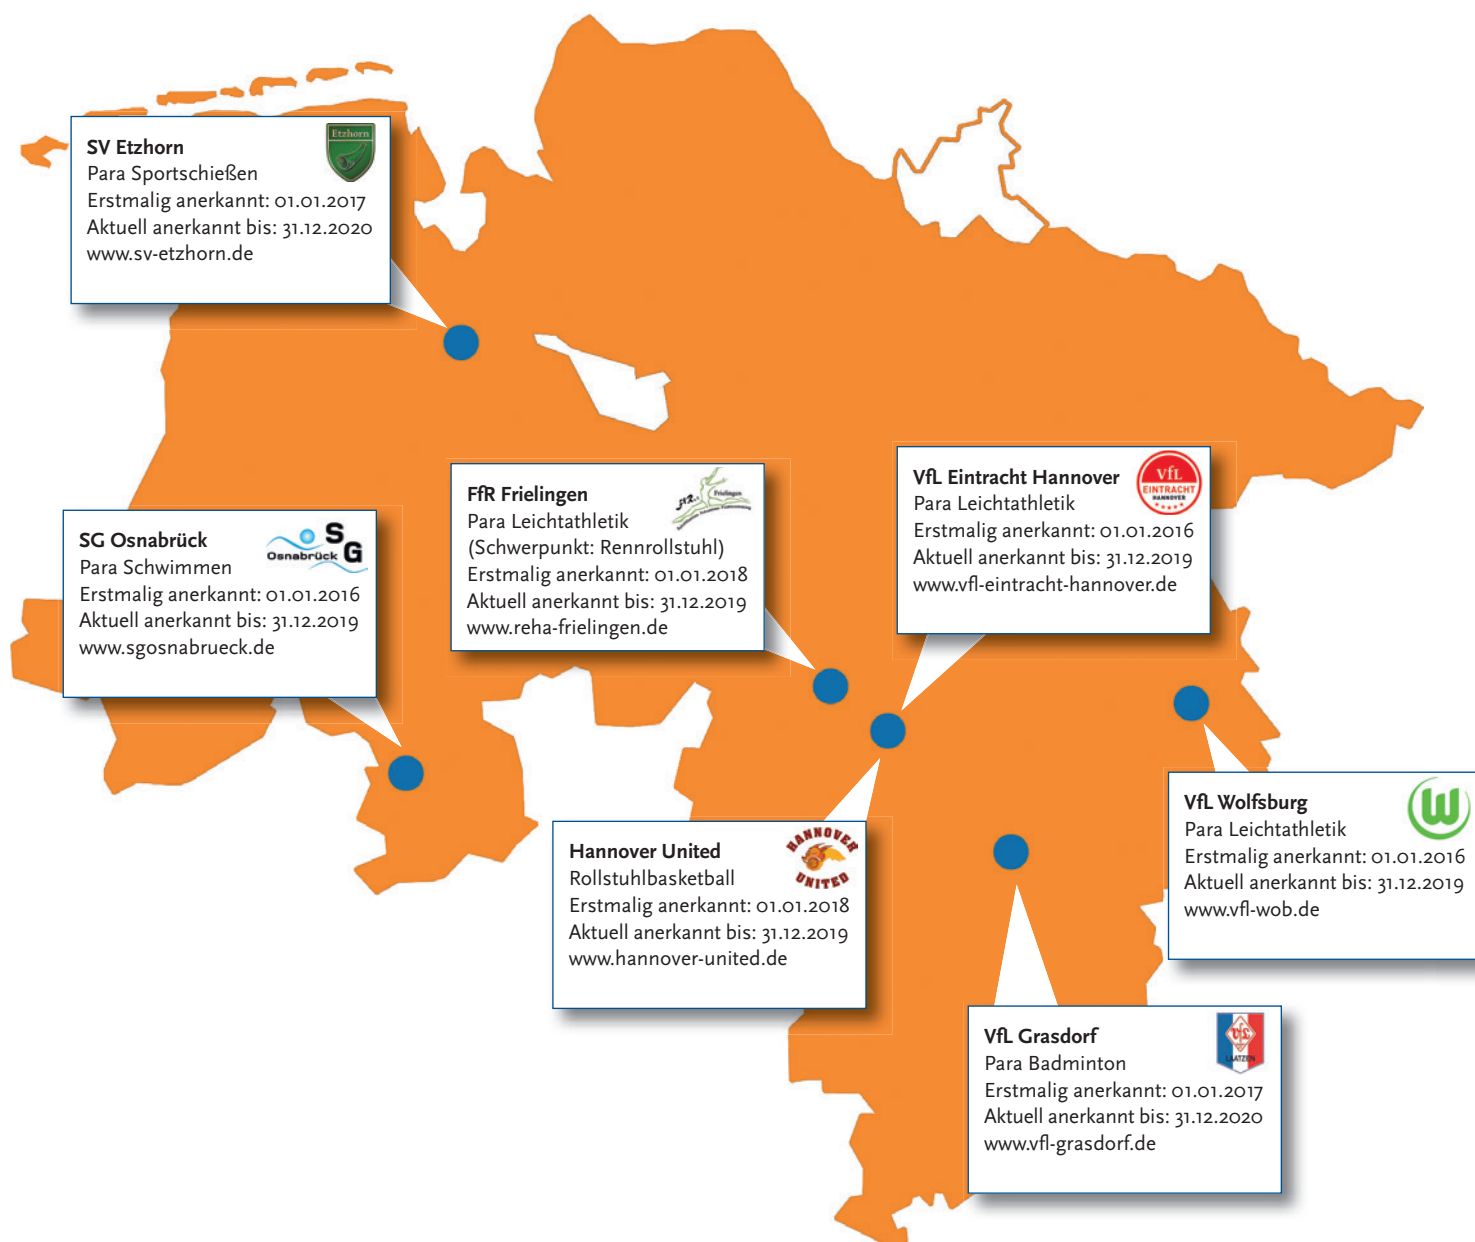 SV Etzhorn
Etzhorn
Para Sportschießen
Erstmalig anerkannt: 01.01.2017
Aktuell anerkannt bis: 31.12.2020
www.sv-etzhorn.de
FfR Frielingen
Frielingen
Para Leichtathletik
(Schwerpunkt: Rennrollstuhl)
Erstmalig anerkannt: 01.01.2018
Aktuell anerkannt bis: 31.12.2019
www.reha-frielingen.de
VfL Eintracht Hannover
VfL
EINTRACHT
HANNOVER
Para Leichtathletik
Erstmalig anerkannt: 01.01.2016
Aktuell anerkannt bis: 31.12.2019
www.vfl-eintracht-hannover.de
SG Osnabrück
SG
Osnabrück
Para Schwimmen
Erstmalig anerkannt: 01.01.2016
Aktuell anerkannt bis: 31.12.2019
www.sgosnabrueck.de
Hannover United
HANNOVER
UNITED
Rollstuhlbasketball
Erstmalig anerkannt: 01.01.2018
Aktuell anerkannt bis: 31.12.2019
www.hannover-united.de
VfL Wolfsburg
W
Para Leichtathletik
Erstmalig anerkannt: 01.01.2016
Aktuell anerkannt bis: 31.12.2019
www.vfl-wob.de
VfL Grasdorf
VfL
LAATZEN
Para Badminton
Erstmalig anerkannt: 01.01.2017
Aktuell anerkannt bis: 31.12.2020
www.vfl-grasdorf.de